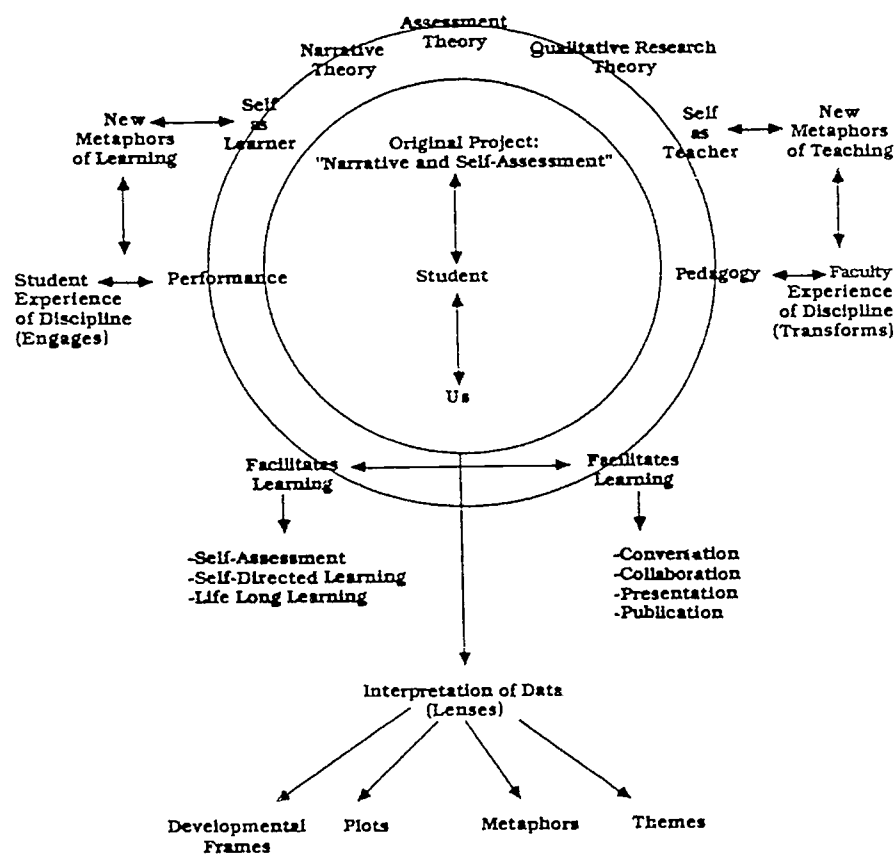 Assessment
Theory
Narrative
Theory
Qualitative Research
Theory
New
Metaphors
of Learning
Self
as
Learner
Original Project:
"Narrative and Self-Assessment"
Self
as
Teacher
New
Metaphors
of Teaching
Student
Experience
of Discipline
(Engages)
Performance
Student
Pedagogy
Faculty
Experience
of Discipline
(Transforms)
Us
Facilitates
Learning
Facilitates
Learning
-Self-Assessment
-Self-Directed Learning
-Life Long Learning
-Conversation
-Collaboration
-Presentation
-Publication
Interpretation of Data
(Lenses)
Developmental
Frames
Plots
Metaphors
Themes